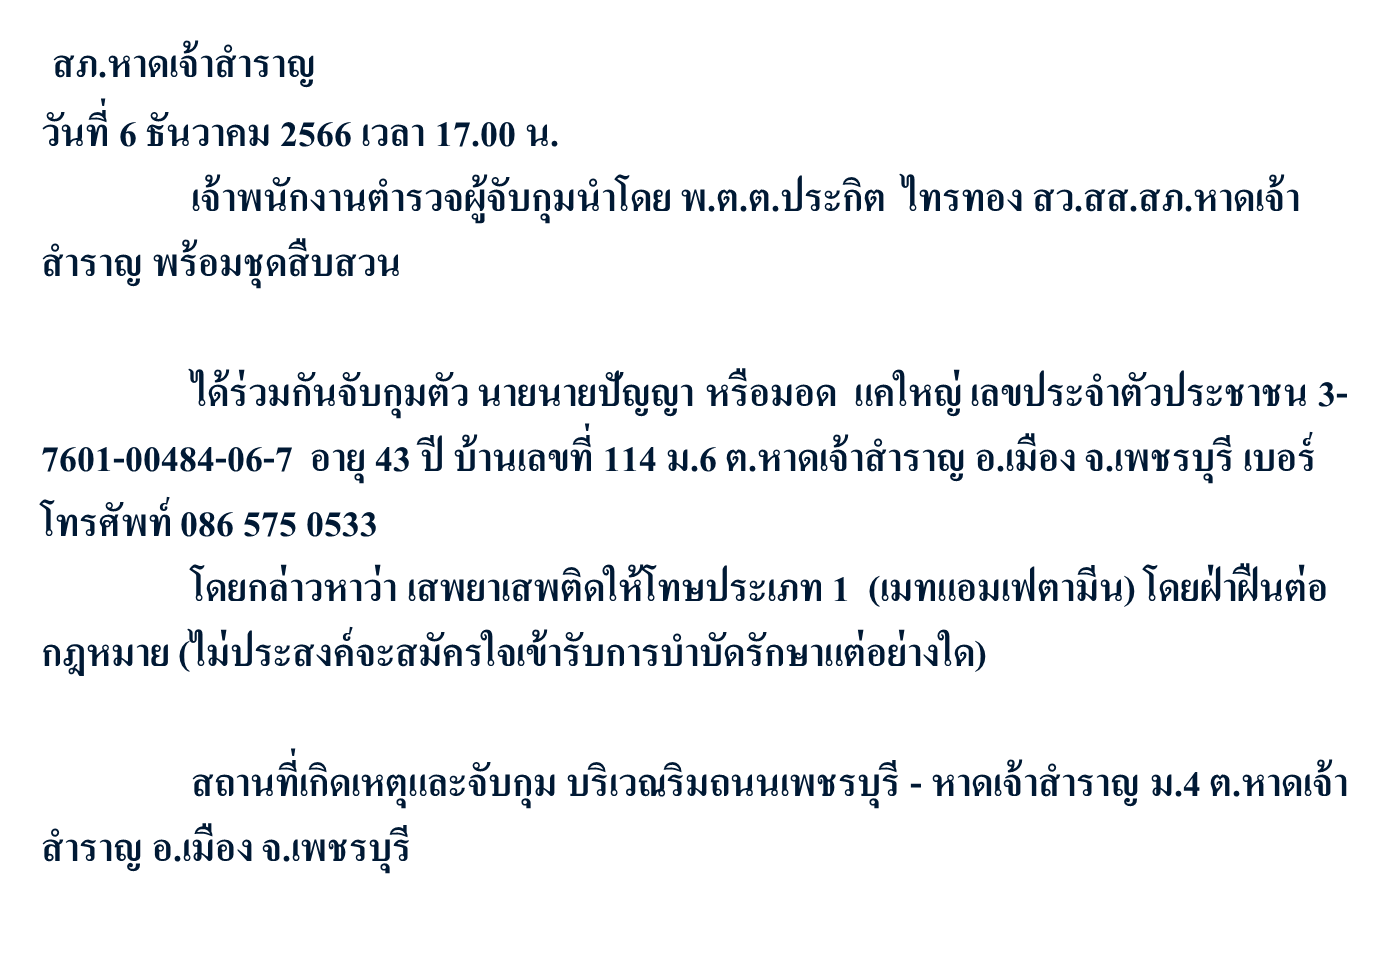 สภ.หาดเจ้าสำราญ
วันที่ 6 ธันวาคม 2566 เวลา 17.00 น.
เจ้าพนักงานตำรวจผู้จับกุมนำโดย พ.ต.ต.ประกิต ไทรทอง สว.สส.สภ.หาดเจ้า
สำราญ พร้อมชุดสืบสวน
ได้ร่วมกันจับกุมตัว นายนายปัญญา หรือมอด แคใหญ่ เลขประจำตัวประชาชน 3-
7601-00484-06-7 อายุ 43 ปี บ้านเลขที่ 114 ม.6 ต.หาดเจ้าสำราญ อ.เมือง จ.เพชรบุรี เบอร์
โทรศัพท์ 086 575 0533
โดยกล่าวหาว่า เสพยาเสพติดให้โทษประเภท 1 (เมทแอมเฟตามีน) โดยฝ่าฝืนต่อ
กฎหมาย (ไม่ประสงค์จะสมัครใจเข้ารับการบำบัดรักษาแต่อย่างใด)
สถานที่เกิดเหตุและจับกุม บริเวณริมถนนเพชรบุรี - หาดเจ้าสำราญ ม.4 ต.หาดเจ้า
สำราญ อ.เมือง จ.เพชรบุรี